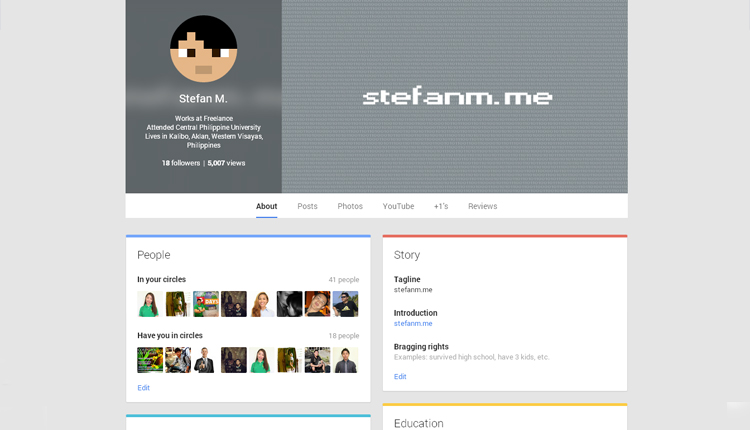 stefanm.me
Stefan M.
Works at Freelance
Attended Central Philippine University
Lives in Kalibo, Aklan, Western Visayas,
Philippines
18 followers | 5,007 views
About Posts Photos YouTube +1's Reviews
People
In your circles 41 people
Have you in circles 18 people
Edit
Story
Tagline
stefanm.me
Introduction
stefanm.me
Bragging rights
Examples: survived high school, have 3 kids, etc.
Edit
Education